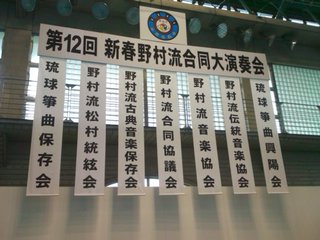 第12回 新春野村流合同大演奏会
琉球箏曲興陽会
野村流伝統音楽協会
野村流音楽協会
野村流合同協議会
野村流古典音楽保存会
野村流松村統絃会
琉球箏曲保存会